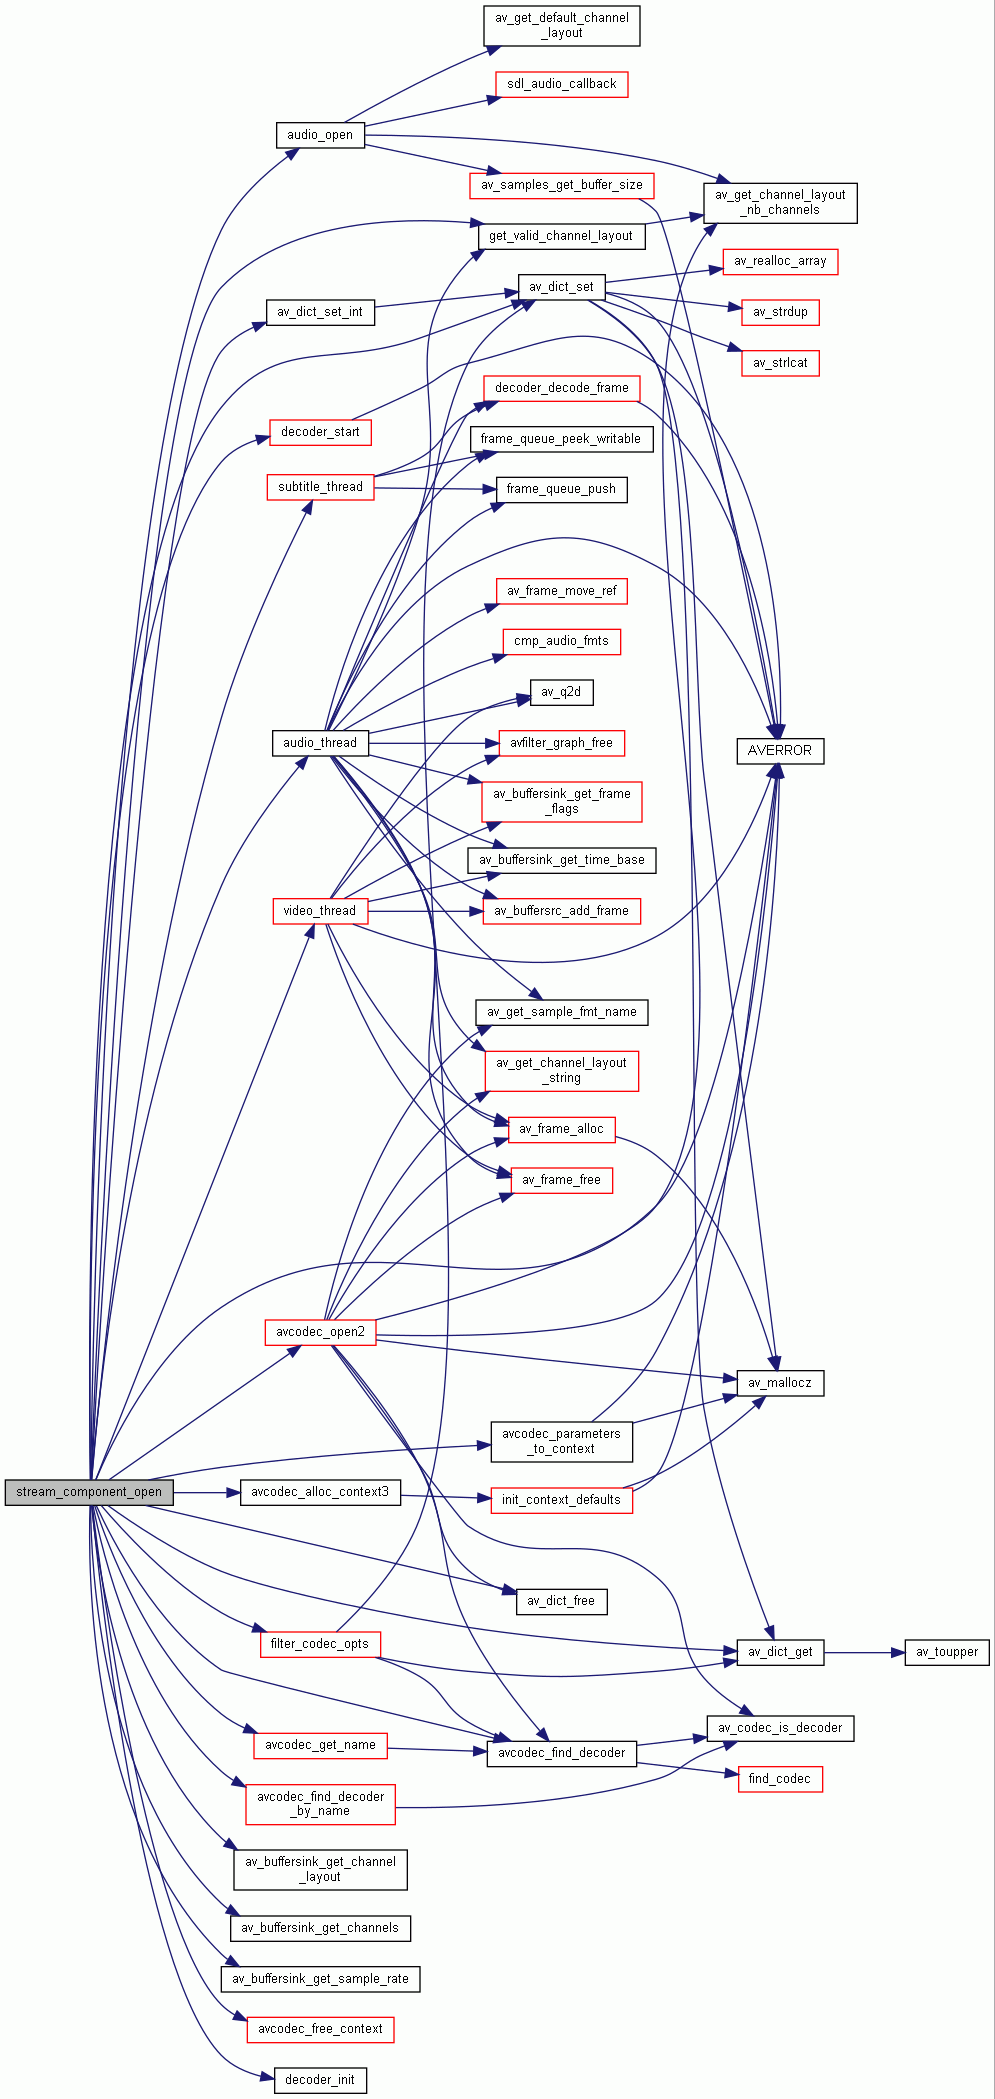 av_get_default_channel
_layout
sdl_audio_callback
audio_open
av_samples_get_buffer_size
av_get_channel_layout
_nb_channels
get_valid_channel_layout
av_realloc_array
av_dict_set
av_dict_set_int
av_strdup
av_strlcat
decoder_decode_frame
decoder_start
frame_queue_peek_writable
subtitle_thread
frame_queue_push
av_frame_move_ref
cmp_audio_fmts
av_q2d
audio_thread
avfilter_graph_free
AVERROR
av_buffersink_get_frame
_flags
av_buffersink_get_time_base
video_thread
av_buffersrc_add_frame
av_get_sample_fmt_name
av_get_channel_layout
_string
av_frame_alloc
av_frame_free
avcodec_open2
av_mallocz
avcodec_parameters
_to_context
stream_component_open
avcodec_alloc_context3
init_context_defaults
av_dict_free
filter_codec_opts
av_dict_get
av_toupper
av_codec_is_decoder
avcodec_get_name
avcodec_find_decoder
find_codec
avcodec_find_decoder
_by_name
av_buffersink_get_channel
_layout
av_buffersink_get_channels
av_buffersink_get_sample_rate
avcodec_free_context
decoder_init